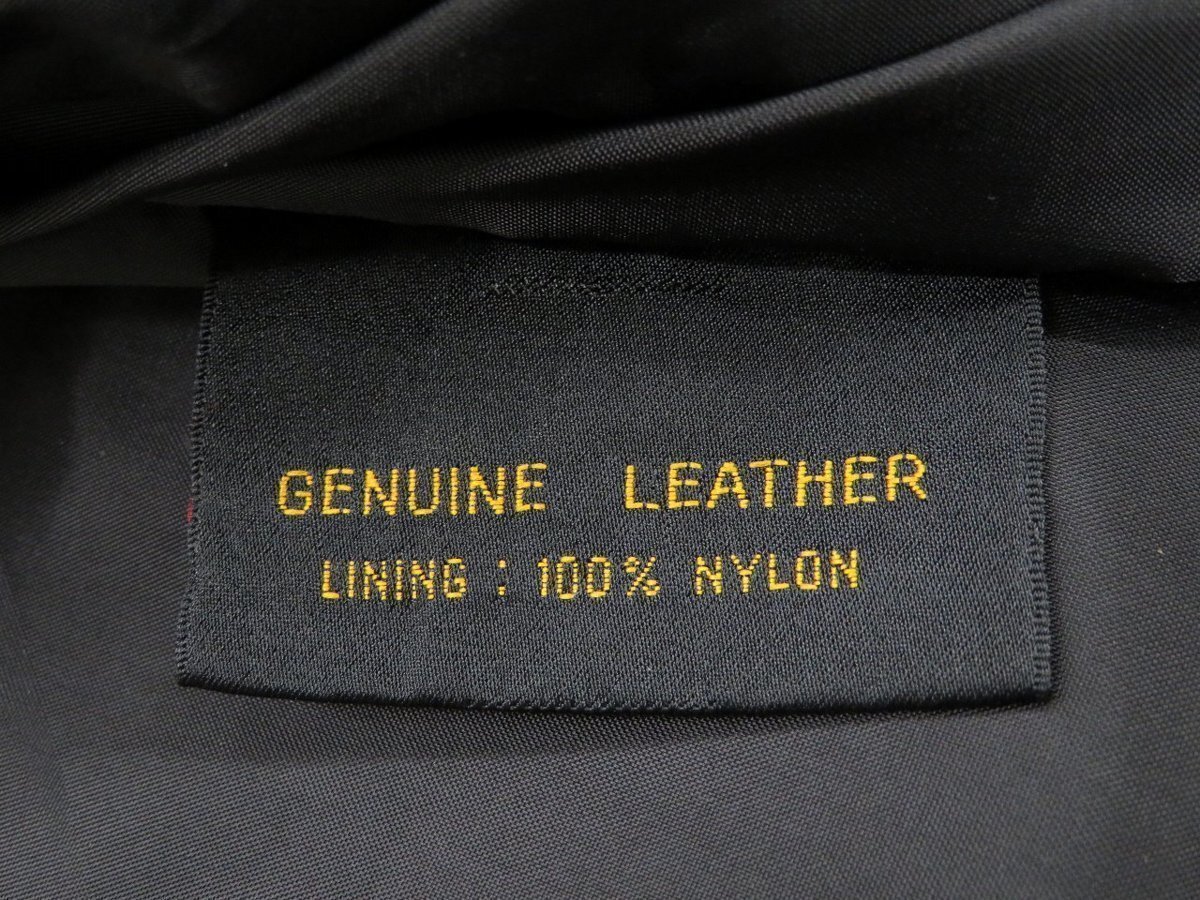 GENUINE LEATHER
LINING : 100% NYLON